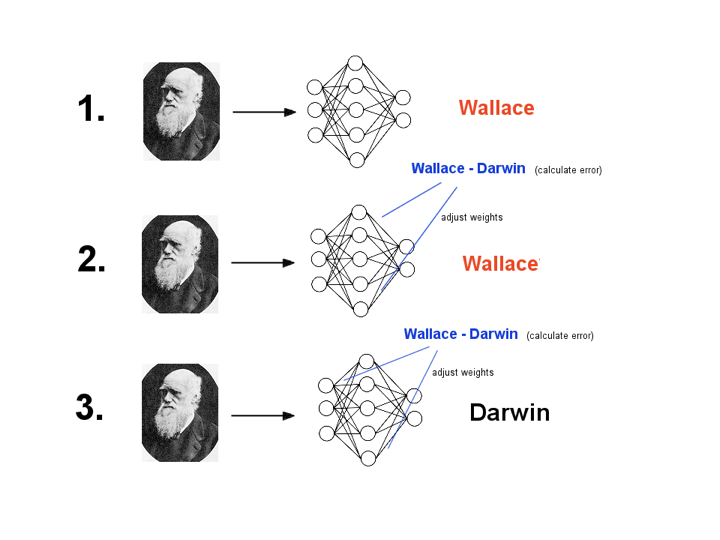 1.
Wallace
Wallace - Darwin (calculate error)
adjust weights
2.
Wallace
Wallace - Darwin (calculate error)
adjust weights
3.
Darwin